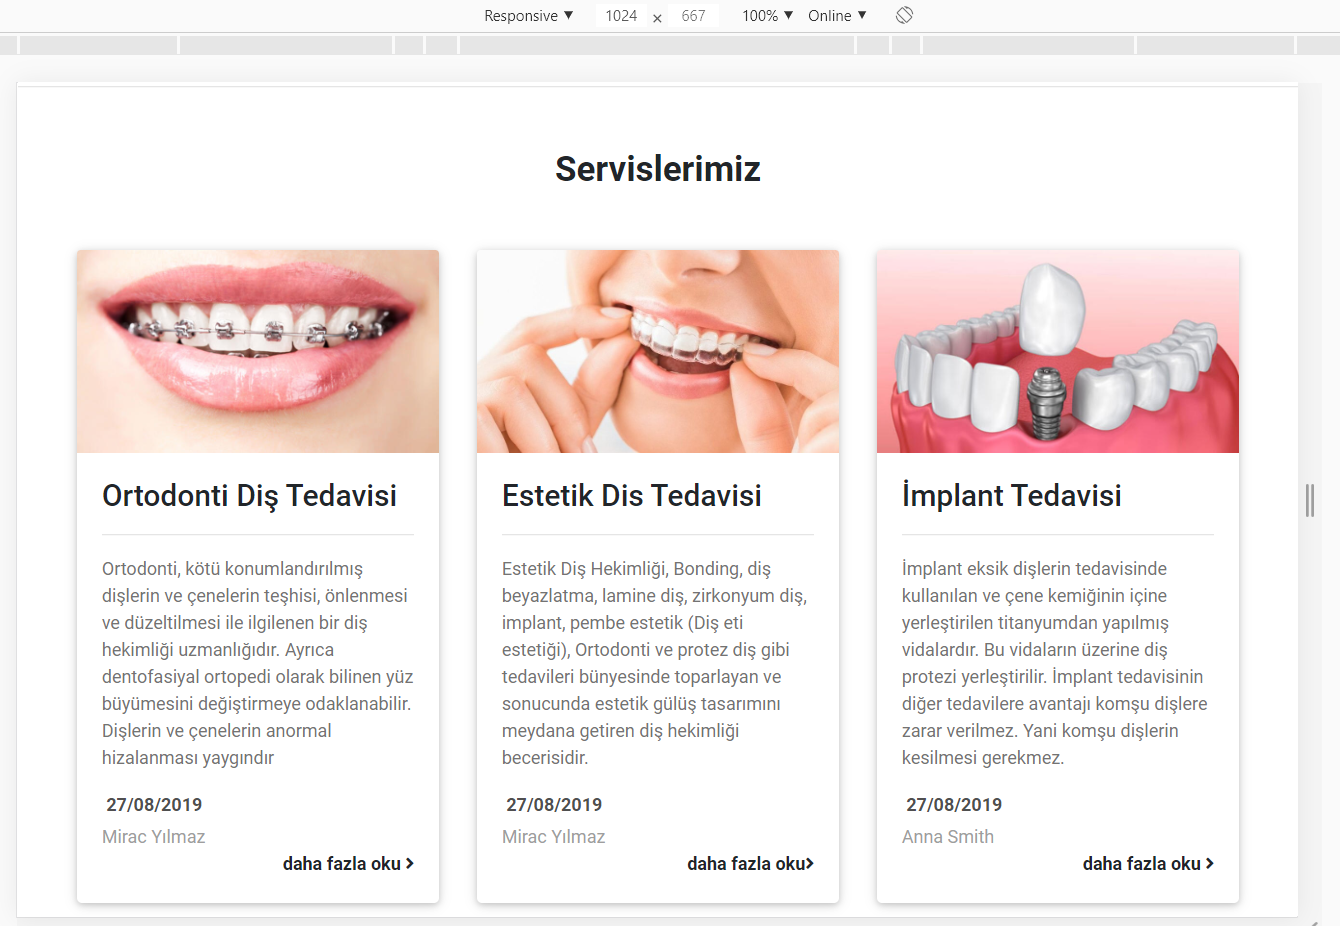 Responsive ▼ 1024 × 667 100% ▼ Online ▼
Servislerimiz
Ortodonti Diş Tedavisi
Ortodonti, kötü konumlandırılmış
dişlerin ve çenelerin teşhisi, önlenmesi
ve düzeltilmesi ile ilgilenen bir diş
hekimliği uzmanlığıdır. Ayrıca
dentofasiyal ortopedi olarak bilinen yüz
büyümesini değiştirmeye odaklanabilir.
Dişlerin ve çenelerin anormal
hizalanması yaygındır
27/08/2019
Mirac Yılmaz
daha fazla oku >
Estetik Dis Tedavisi
Estetik Diş Hekimliği, Bonding, diş
beyazlatma, lamine diş, zirkonyum diş,
implant, pembe estetik (Diş eti
estetiği), Ortodonti ve protez diş gibi
tedavileri bünyesinde toparlayan ve
sonucunda estetik gülüş tasarımını
meydana getiren diş hekimliği
becerisidir.
27/08/2019
Mirac Yılmaz
daha fazla oku>
İmplant Tedavisi
İmplant eksik dişlerin tedavisinde
kullanılan ve çene kemiğinin içine
yerleştirilen titanyumdan yapılmış
vidalardır. Bu vidaların üzerine diş
protezi yerleştirilir. İmplant tedavisinin
diğer tedavilere avantajı komşu dişlere
zarar verilmez. Yani komşu dişlerin
kesilmesi gerekmez.
27/08/2019
Anna Smith
daha fazla oku >